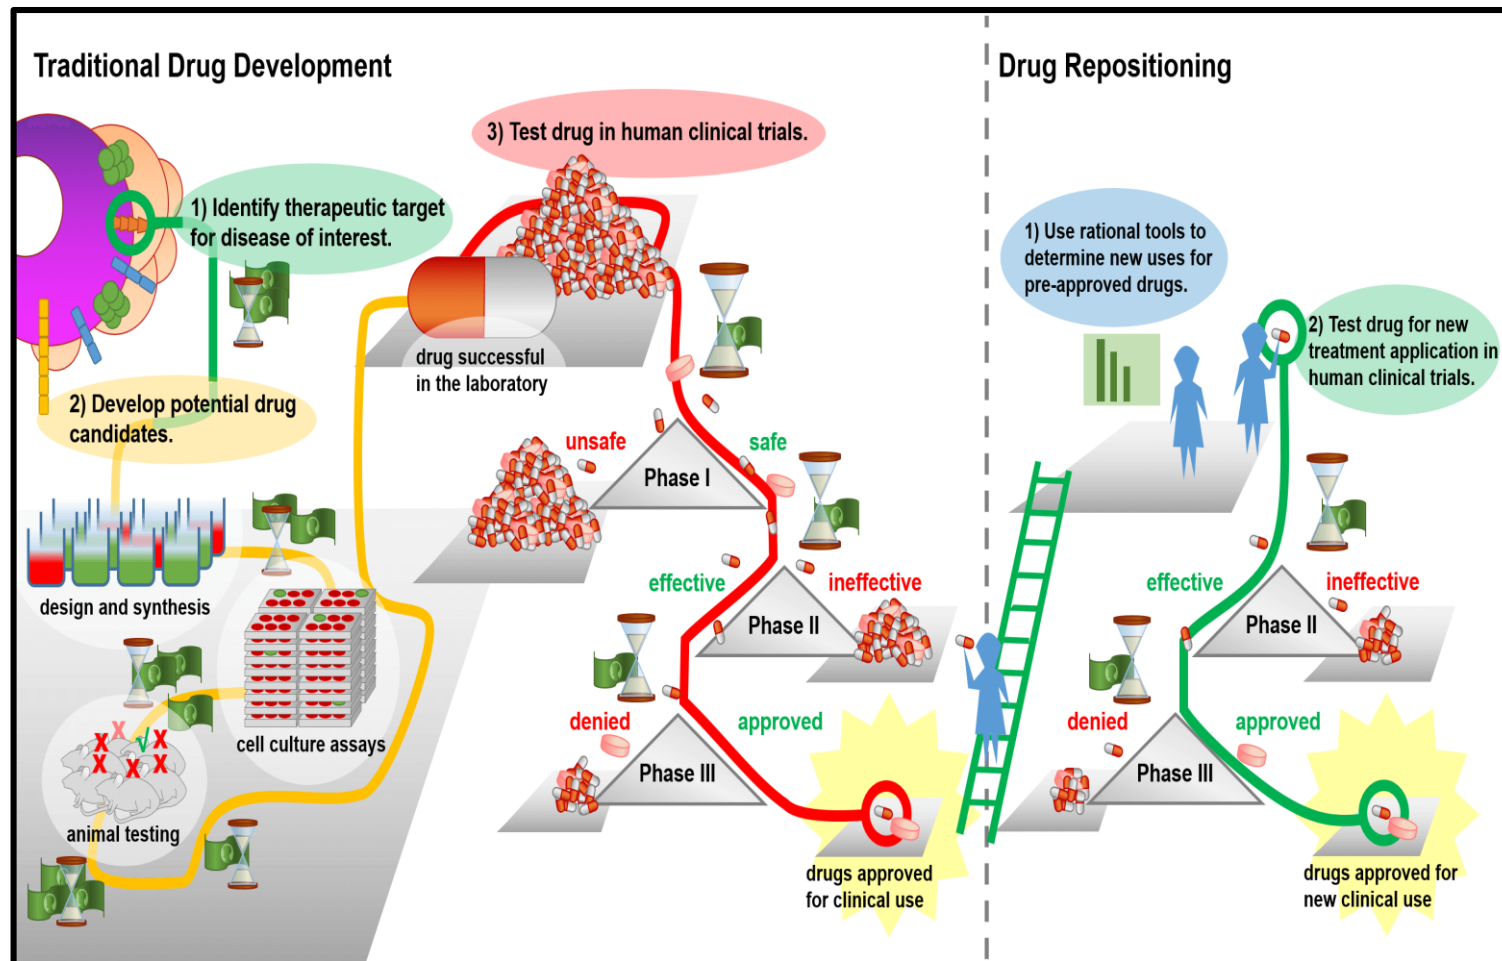 Traditional Drug Development
1) Identify therapeutic target
for disease of interest.
2) Develop potential drug
candidates.
design and synthesis
cell culture assays
animal testing
3) Test drug in human clinical trials.
drug successful
in the laboratory
unsafe
safe
Phase I
effective
ineffective
Phase II
denied
approved
Phase III
drugs approved
for clinical use
Drug Repositioning
1) Use rational tools to
determine new uses for
pre-approved drugs.
2) Test drug for new
treatment application in
human clinical trials.
effective
ineffective
Phase II
denied
approved
Phase III
drugs approved for
new clinical use